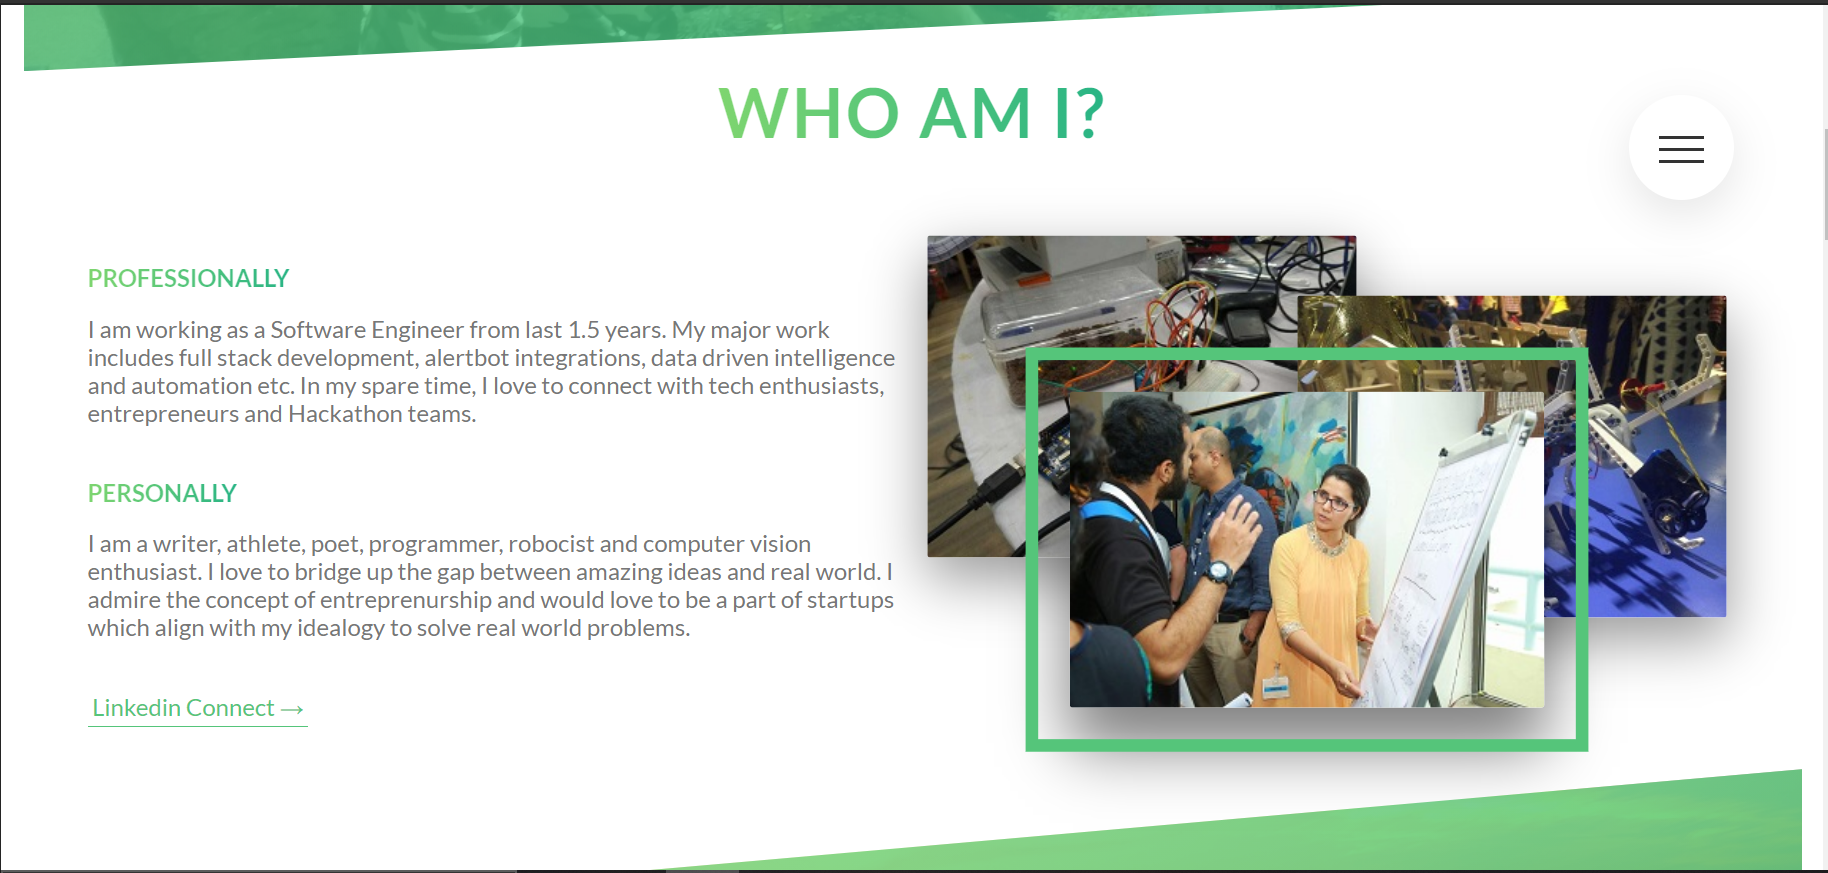 WHO AM I?
PROFESSIONALLY
I am working as a Software Engineer from last 1.5 years. My major work
includes full stack development, alertbot integrations, data driven intelligence
and automation etc. In my spare time, I love to connect with tech enthusiasts,
entrepreneurs and Hackathon teams.
PERSONALLY
I am a writer, athlete, poet, programmer, robocist and computer vision
enthusiast. I love to bridge up the gap between amazing ideas and real world. I
admire the concept of entreprenurship and would love to be a part of startups
which align with my idealogy to solve real world problems.
Linkedin Connect →